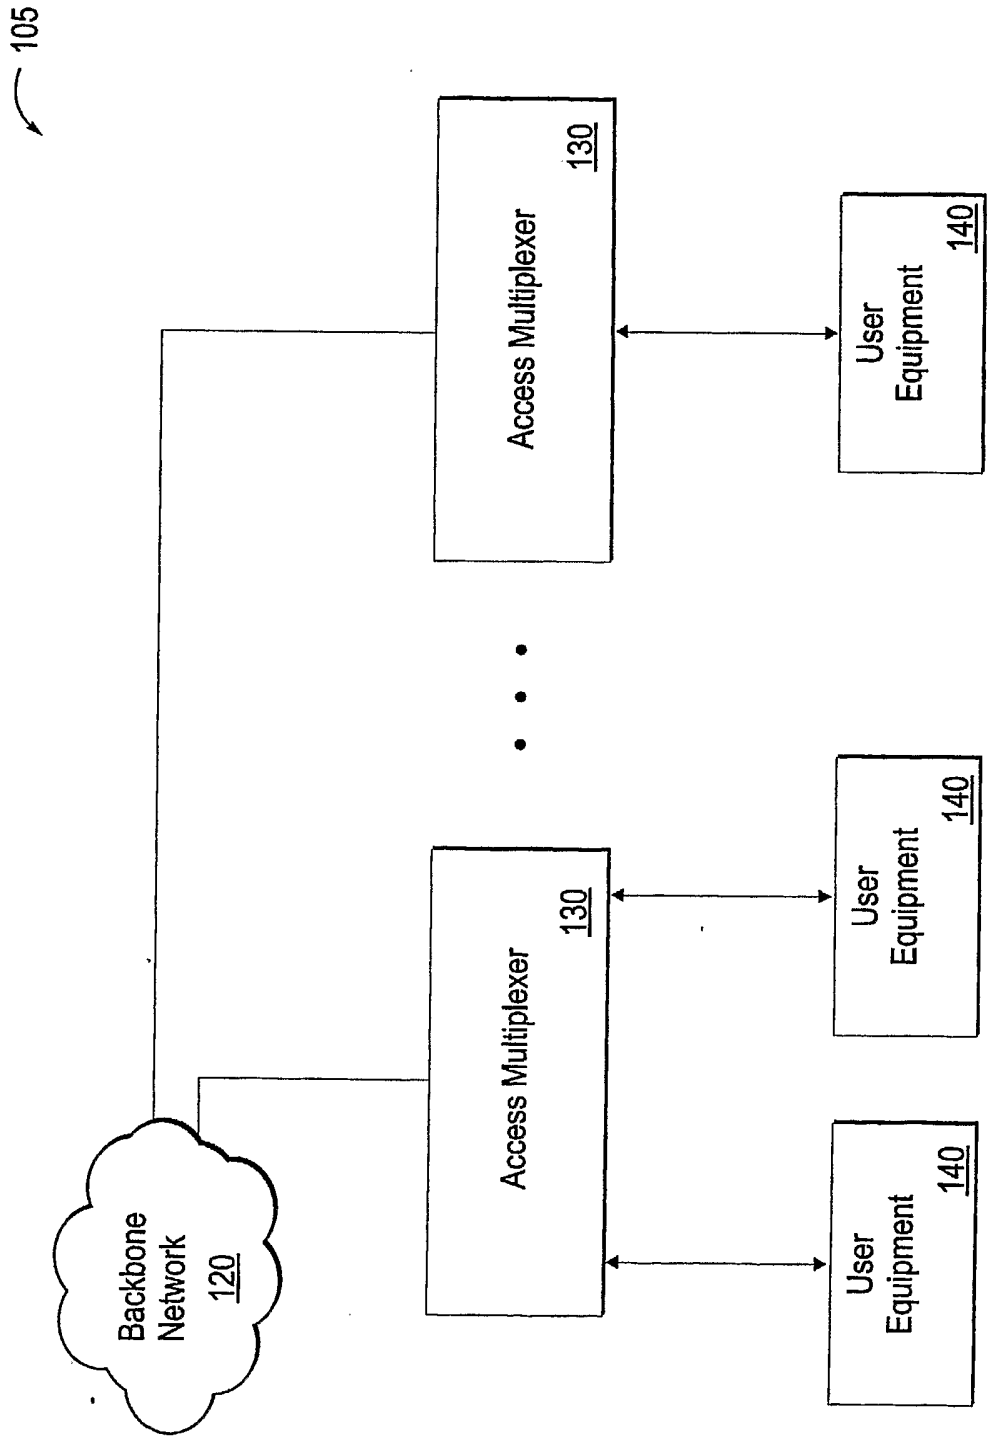 105
Backbone
Network
120
Access Multiplexer
130
Access Multiplexer
130
User
Equipment
140
User
Equipment
140
User
Equipment
140